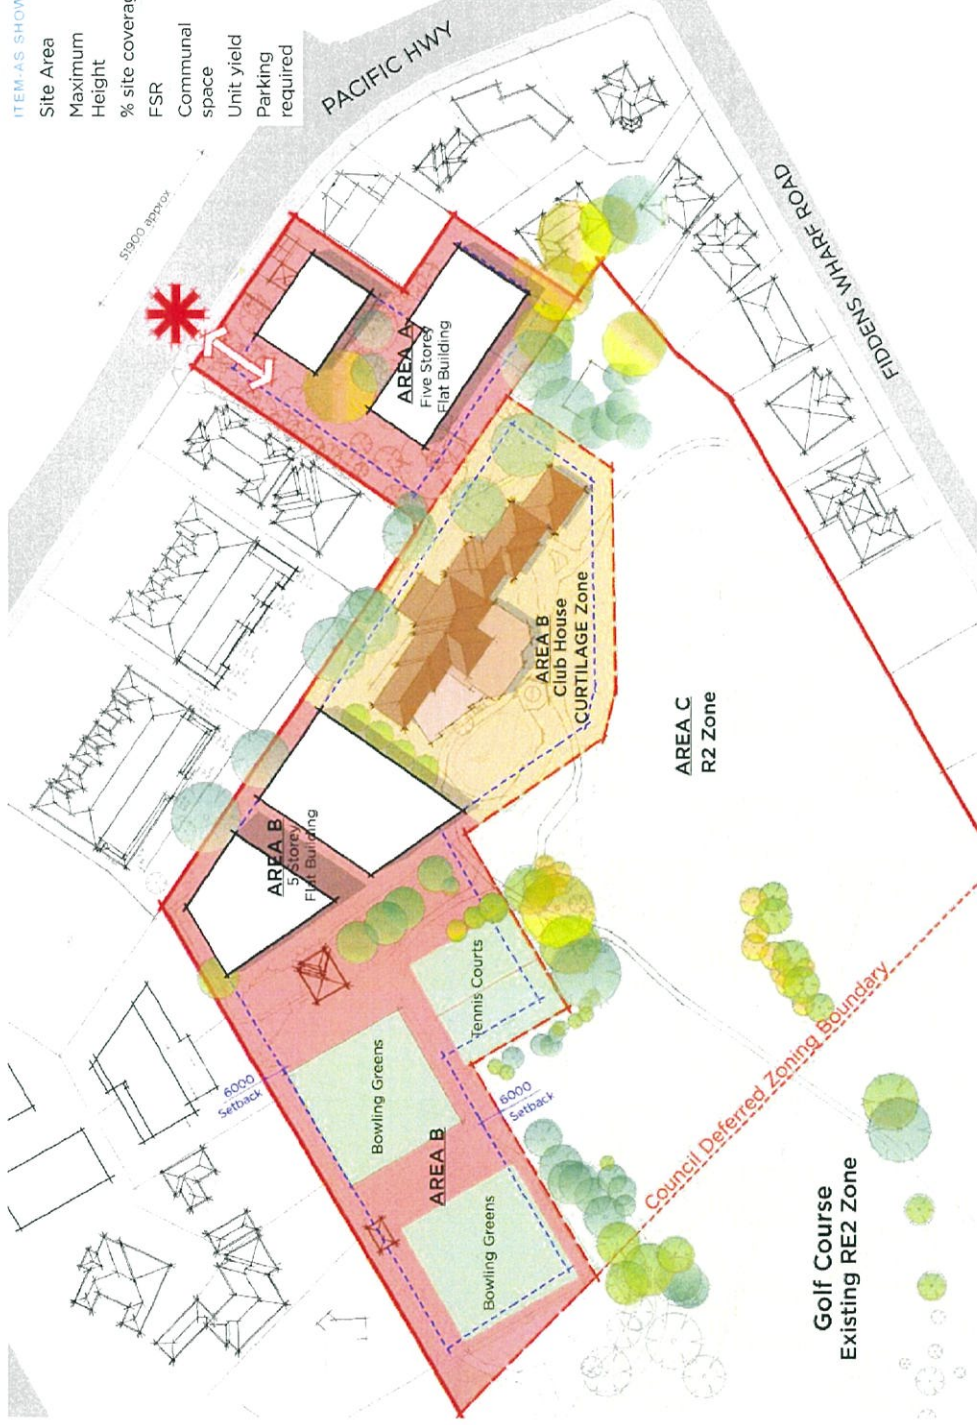 ITEM-AS SHOW
Site Area
Maximum
Height
% site coverag
FSR
Communal
space
Unit yield
Parking
required
PACIFIC HWY
51900 approx
FIDDENS WHARF ROAD
AREA A
Five Storey
Flat Building
AREA B
Club House
CURTILAGE Zone
AREA B
5 Storey
Flat Building
AREA C
R2 Zone
Tennis Courts
Bowling Greens
6000
Setback
6000
Setback
AREA B
Bowling Greens
Council Deferred Zoning Boundary
Golf Course
Existing RE2 Zone